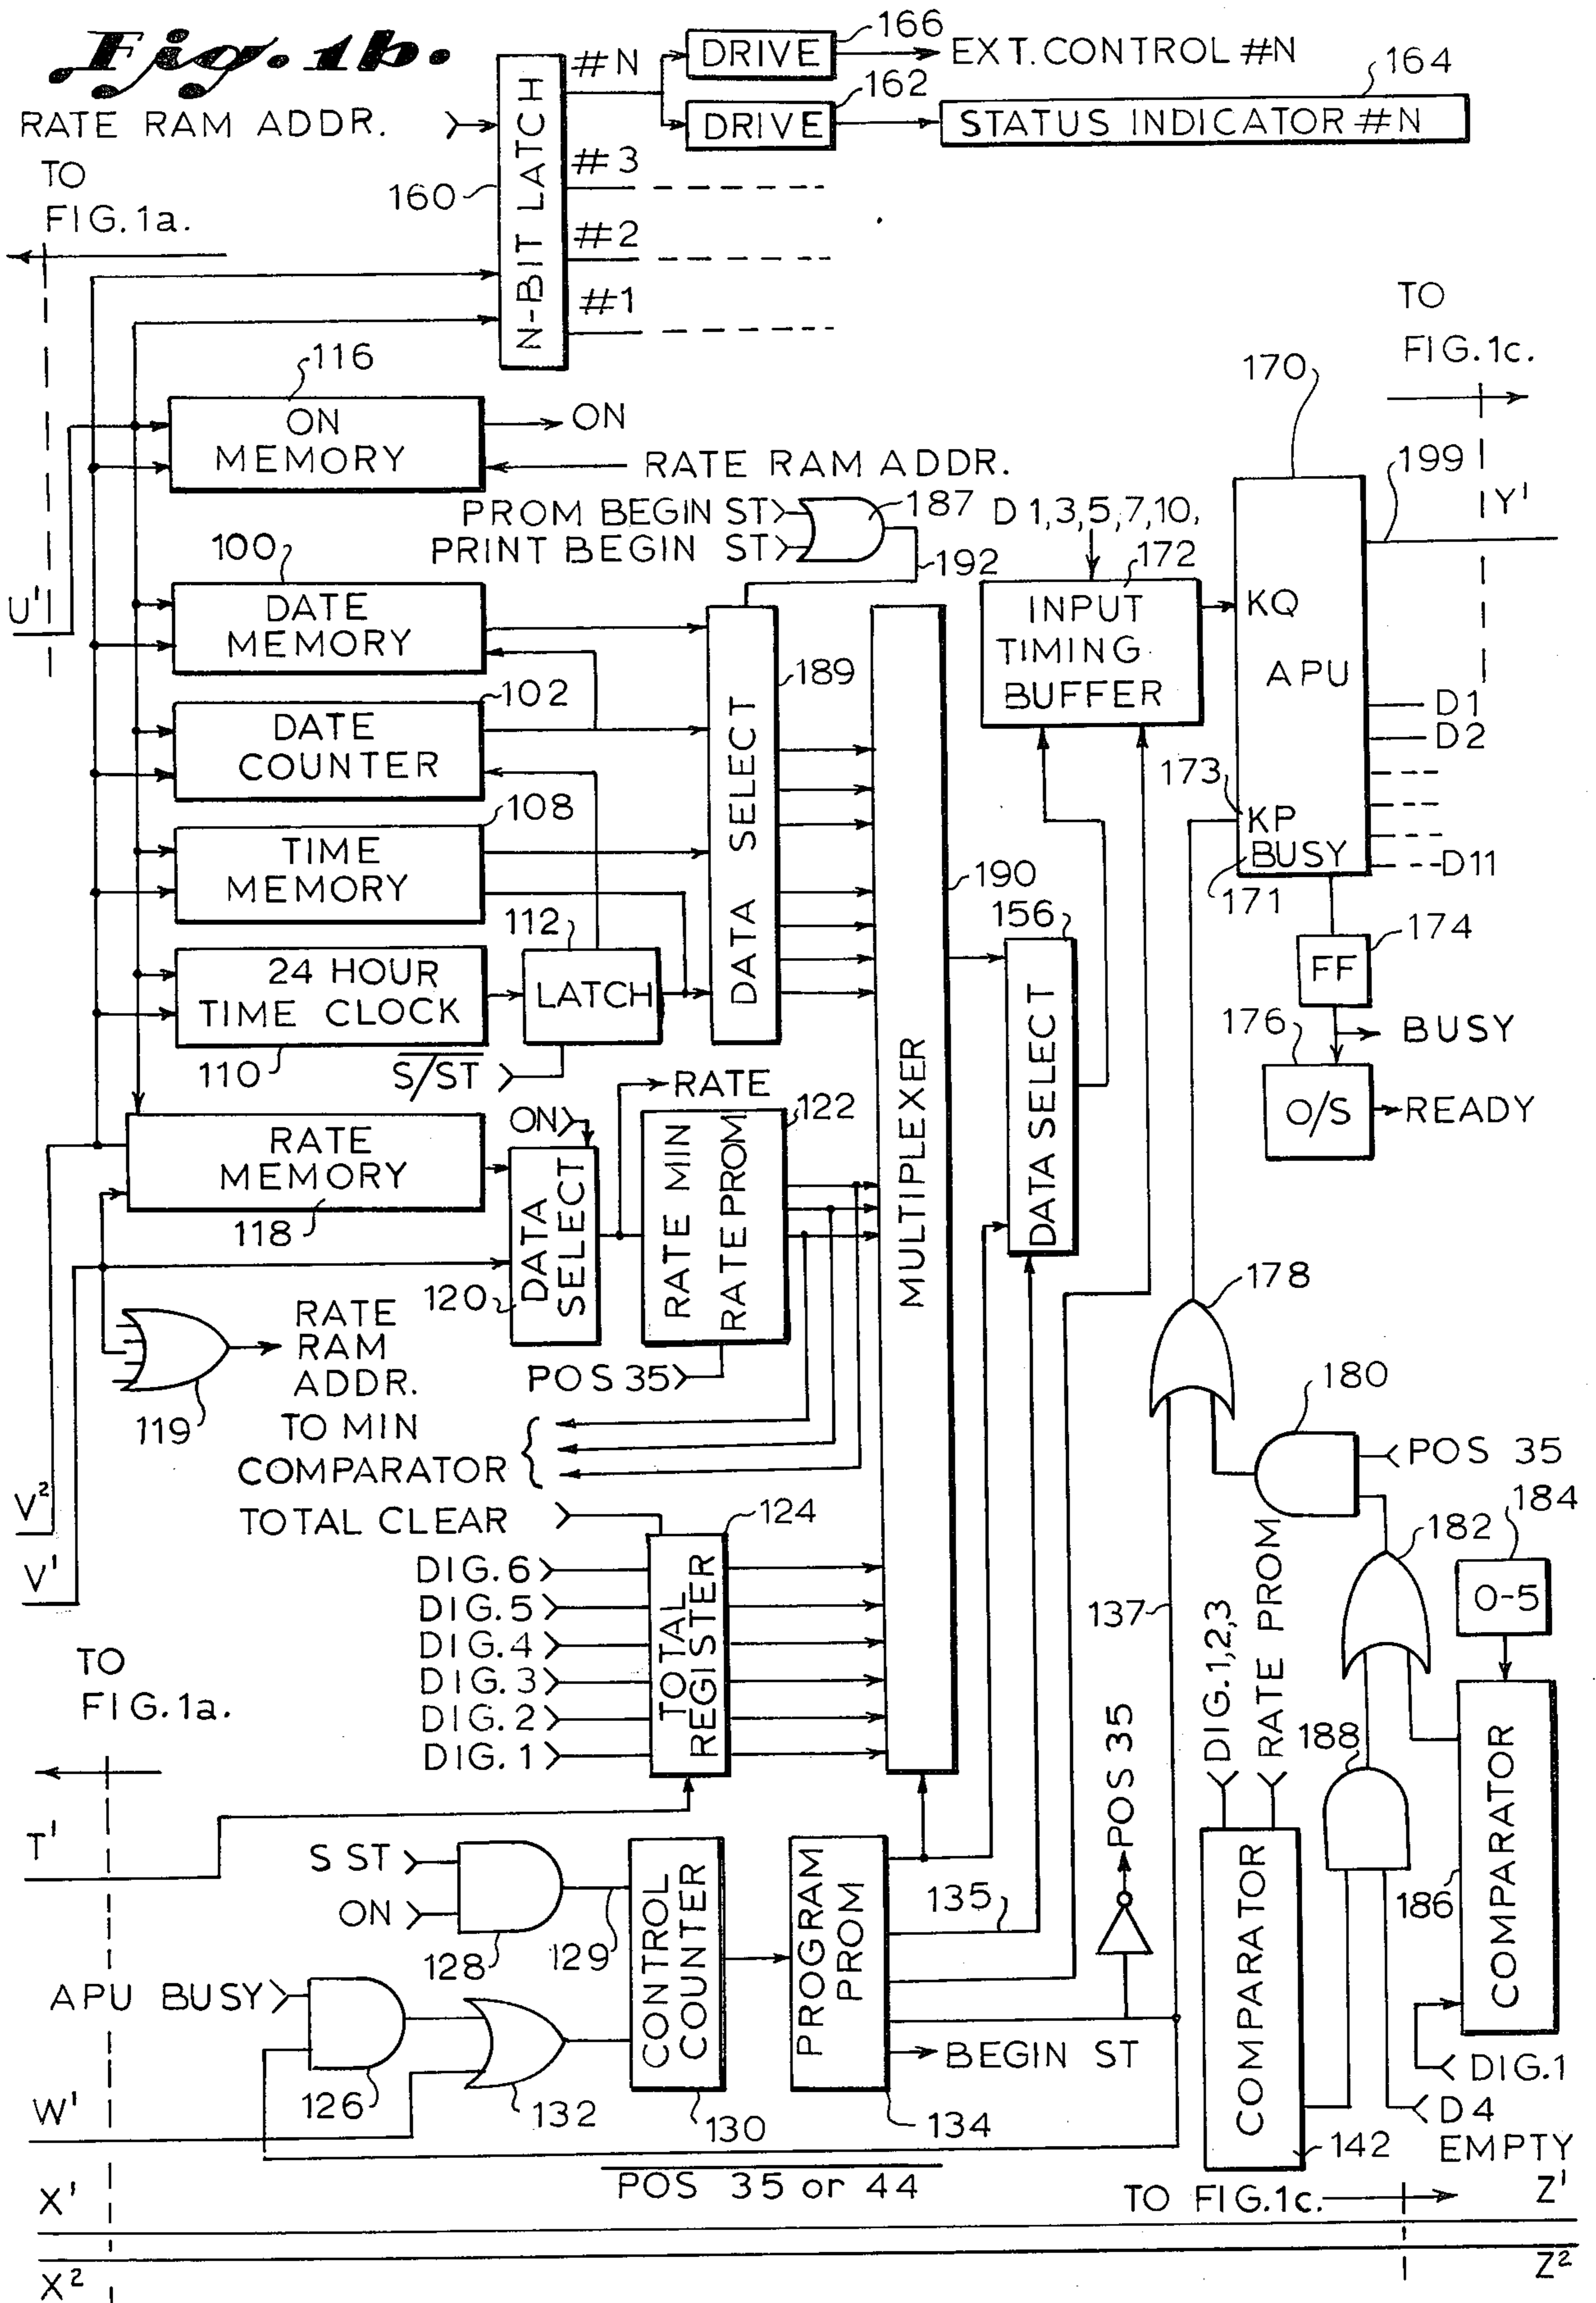 Fig. 1b.
RATE RAM ADDR.
TO
FIG. 1a.
160
N-BIT LATCH
#N
#3
#2
#1
DRIVE
166
EXT. CONTROL #N
DRIVE
162
164
STATUS INDICATOR #N
116
ON
MEMORY
ON
RATE RAM ADDR.
PROM BEGIN ST
PRINT BEGIN ST
187
192
U'
100
DATE
MEMORY
102
DATE
COUNTER
108
TIME
MEMORY
24 HOUR
TIME CLOCK
110
112
LATCH
S/ST
DATA SELECT
189
MULTIPLEXER
190
D 1,3,5,7,10,
172
INPUT
TIMING
BUFFER
TO
FIG. 1c.
170
199
Y'
KQ
APU
D1
D2
D11
173
KP
BUSY
171
174
FF
BUSY
176
O/S
READY
156
DATA SELECT
RATE
MEMORY
118
ON
DATA
SELECT
120
RATE
RATE MIN
RATE PROM
122
POS 35
RATE
RAM
ADDR.
119
TO MIN
COMPARATOR
V²
V'
TOTAL CLEAR
124
DIG. 6
DIG. 5
DIG. 4
DIG. 3
DIG. 2
DIG. 1
TOTAL
REGISTER
178
180
POS 35
182
184
0-5
137
POS 35
DIG. 1,2,3
RATE PROM
188
186
COMPARATOR
COMPARATOR
142
DIG. 1
D4
EMPTY
TO
FIG. 1a.
T'
S ST
ON
128
129
CONTROL
COUNTER
130
PROGRAM
PROM
134
135
BEGIN ST
APU BUSY
126
132
W'
POS 35 or 44
TO FIG. 1c.
X'
Z'
X²
Z²